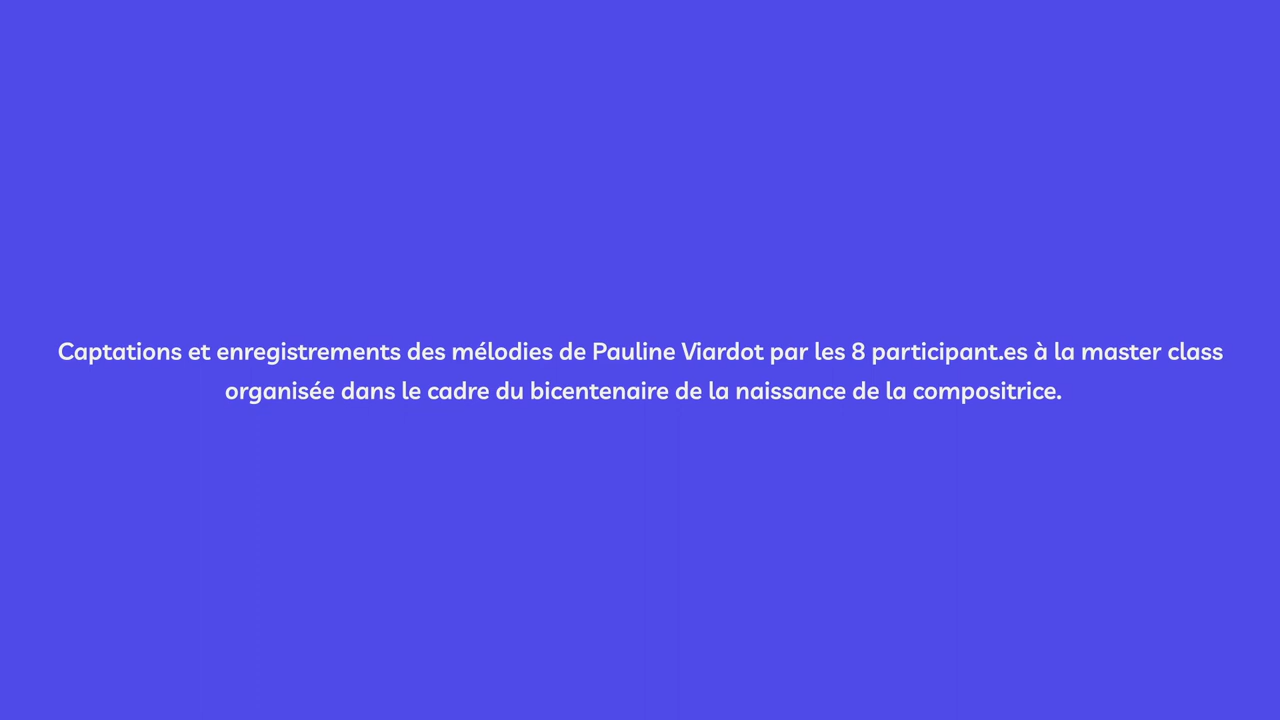 Captations et enregistrements des mélodies de Pauline Viardot par les 8 participant.es à la master class
organisée dans le cadre du bicentenaire de la naissance de la compositrice.